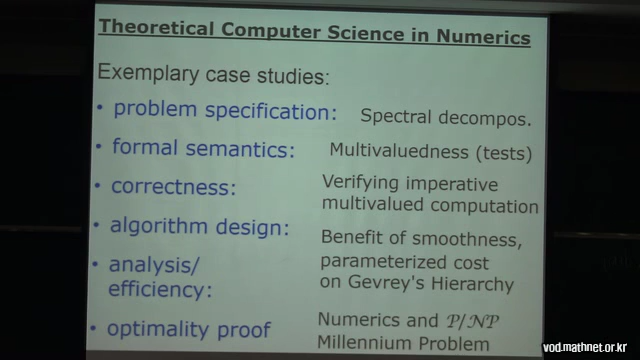 Theoretical Computer Science in Numerics
Exemplary case studies:
• problem specification: Spectral decompos.
• formal semantics: Multivaluedness (tests)
• correctness: Verifying imperative
multivalued computation
• algorithm design: Benefit of smoothness,
parameterized cost
• analysis/ on Gevrey's Hierarchy
efficiency:
• optimality proof Numerics and P/NP
Millennium Problem
vod.mathnet.or.kr